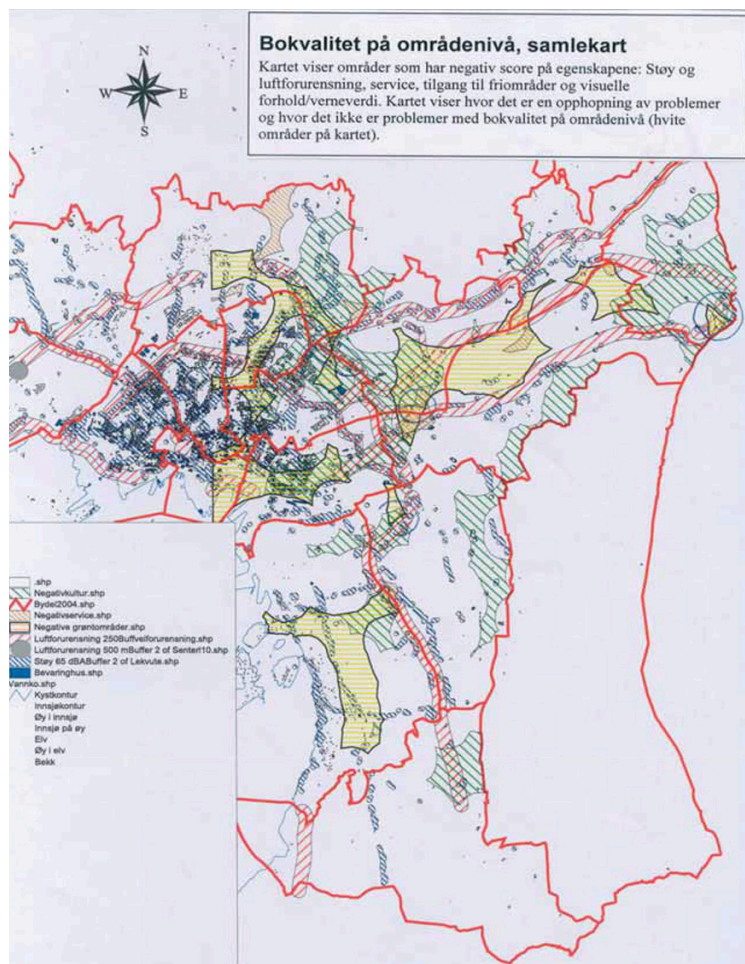 Bokvalitet på områdenivå, samlekart
Kartet viser områder som har negativ score på egenskapene: Støy og
luftforurensning, service, tilgang til friområder og visuelle
forhold/verneverdi. Kartet viser hvor det er en opphopning av problemer
og hvor det ikke er problemer med bokvalitet på områdenivå (hvite
områder på kartet).
N
W E
S
.shp
Negativkultur.shp
Bydel2004.shp
Negativservice.shp
Negative grøntområder.shp
Luftforurensning 250Buffveiforurensning.shp
Luftforurensning 500 mBuffer 2 of Sentert10.shp
Støy 65 dBABuffer 2 of Lekvute.shp
Bevaringhus.shp
Vannko.shp
Kystkontur
Innsjøkontur
Øy i innsjø
Innsjø på øy
Elv
Øy i elv
Bekk